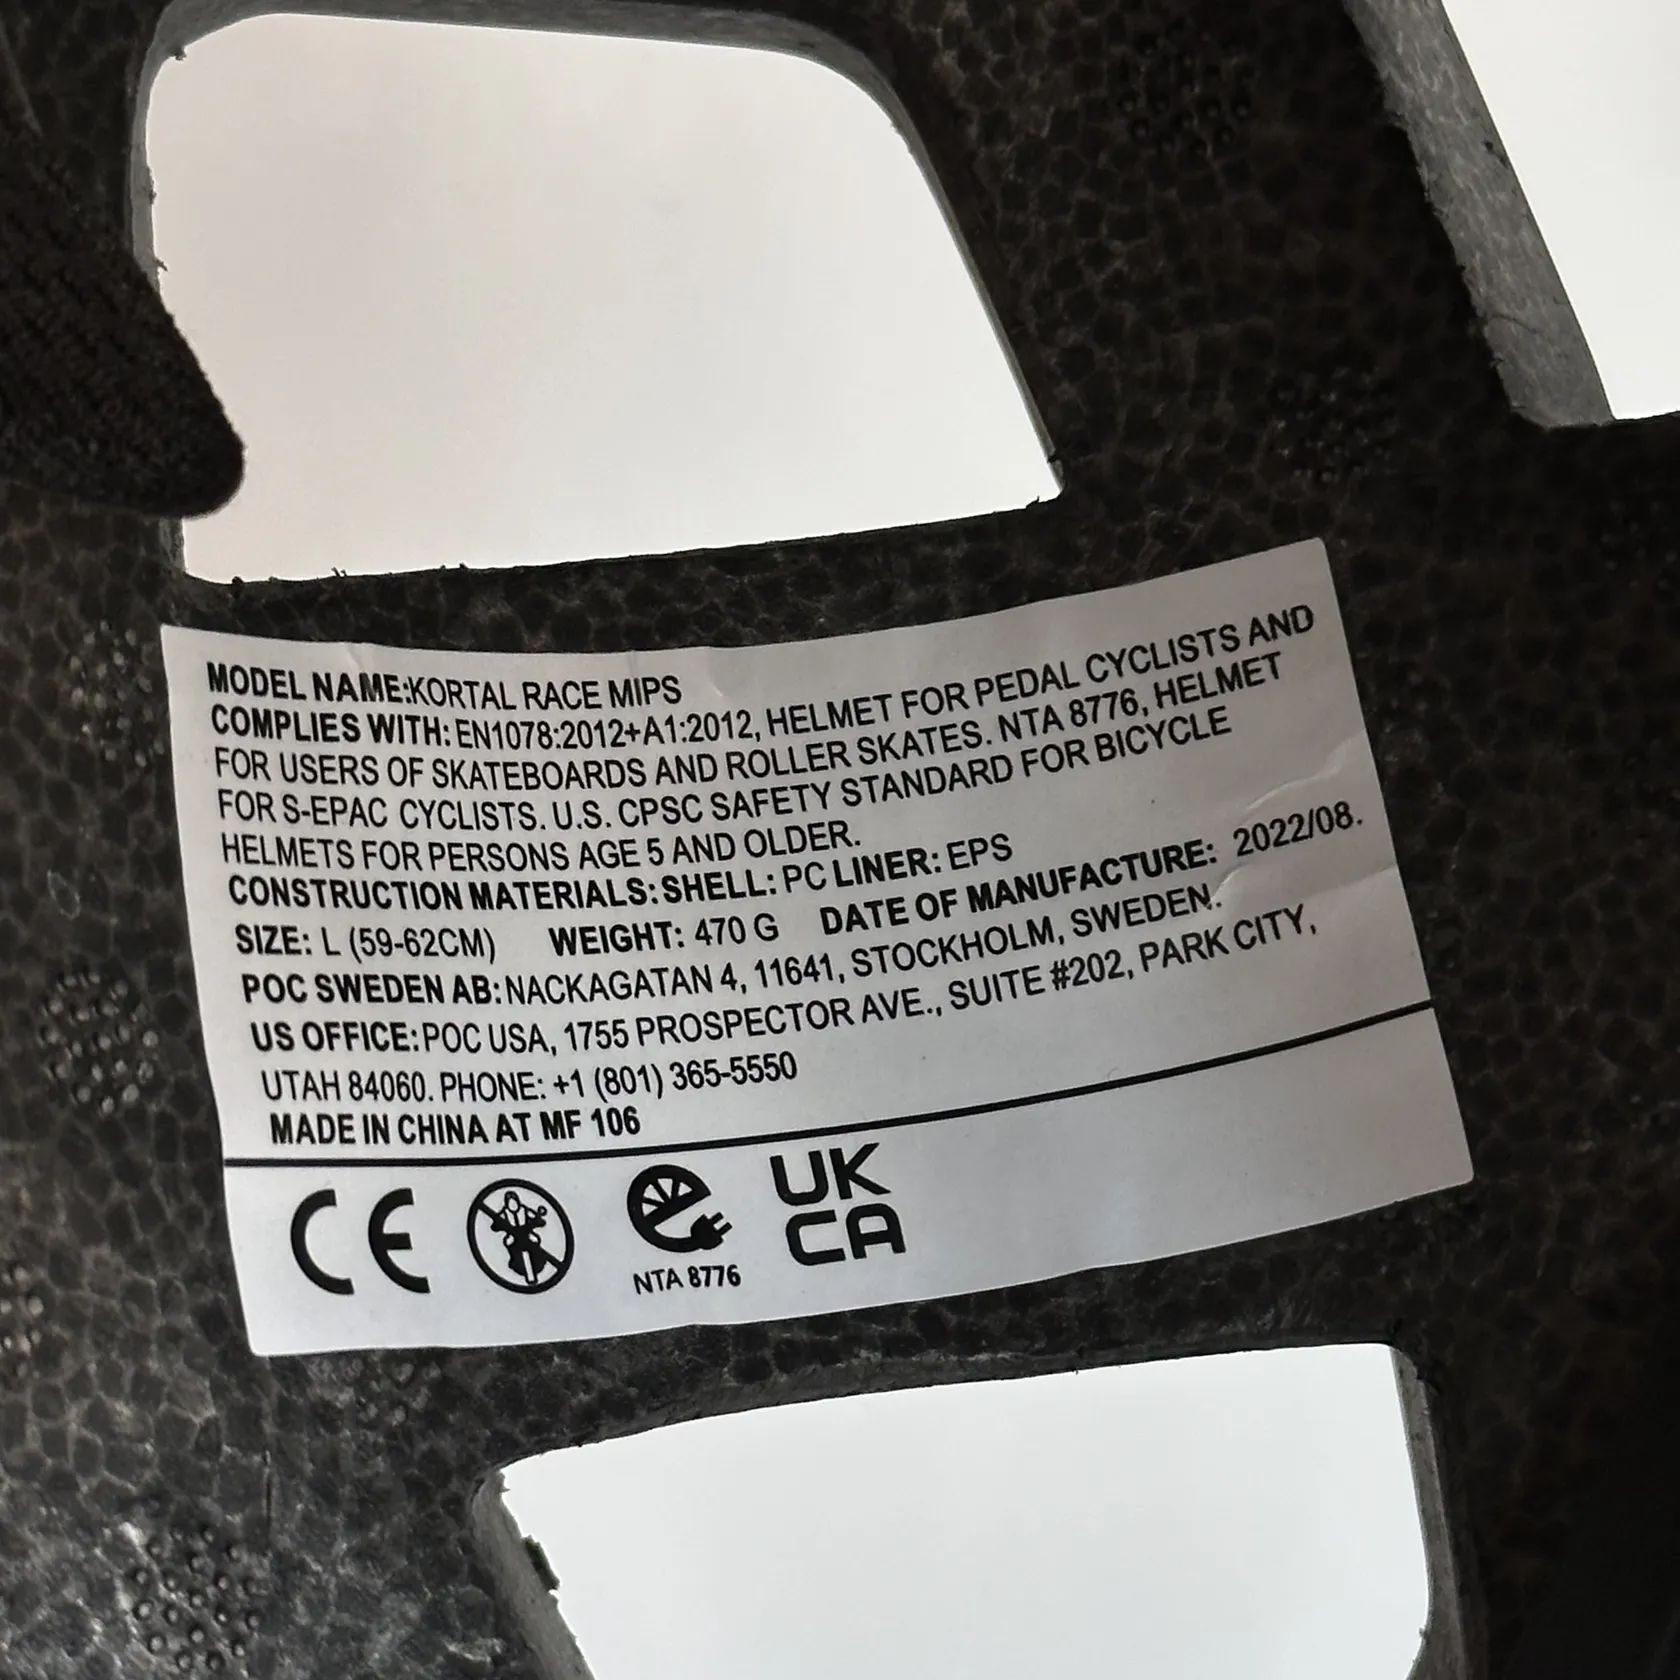 MODEL NAME:KORTAL RACE MIPS
COMPLIES WITH: EN1078:2012+A1:2012, HELMET FOR PEDAL CYCLISTS AND
FOR USERS OF SKATEBOARDS AND ROLLER SKATES. NTA 8776, HELMET
FOR S-EPAC CYCLISTS. U.S. CPSC SAFETY STANDARD FOR BICYCLE
HELMETS FOR PERSONS AGE 5 AND OLDER.
CONSTRUCTION MATERIALS: SHELL: PC LINER: EPS
SIZE: L (59-62CM) WEIGHT: 470 G DATE OF MANUFACTURE: 2022/08.
POC SWEDEN AB: NACKAGATAN 4, 11641, STOCKHOLM, SWEDEN.
US OFFICE: POC USA, 1755 PROSPECTOR AVE., SUITE #202, PARK CITY,
UTAH 84060. PHONE: +1 (801) 365-5550
MADE IN CHINA AT MF 106
CE
NTA 8776
UK
CA